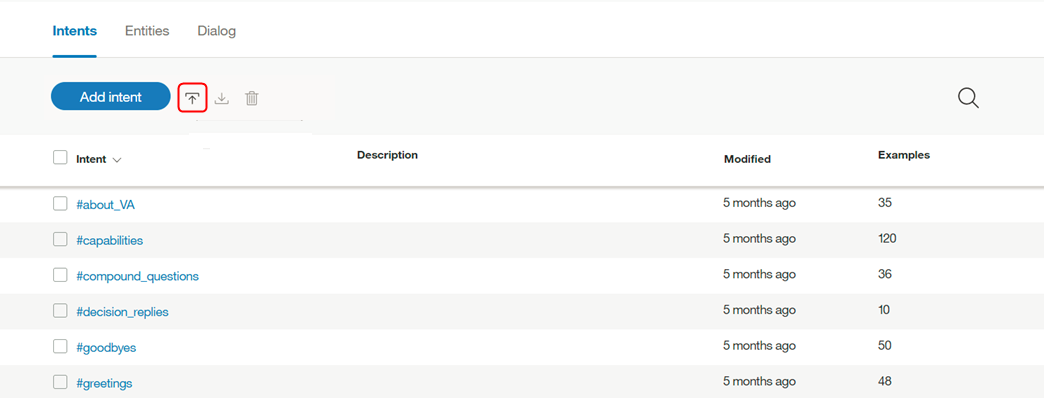 Intents Entities Dialog
Add intent
Intent Description Modified Examples
#about_VA 5 months ago 35
#capabilities 5 months ago 120
#compound_questions 5 months ago 36
#decision_replies 5 months ago 10
#goodbyes 5 months ago 50
#greetings 5 months ago 48